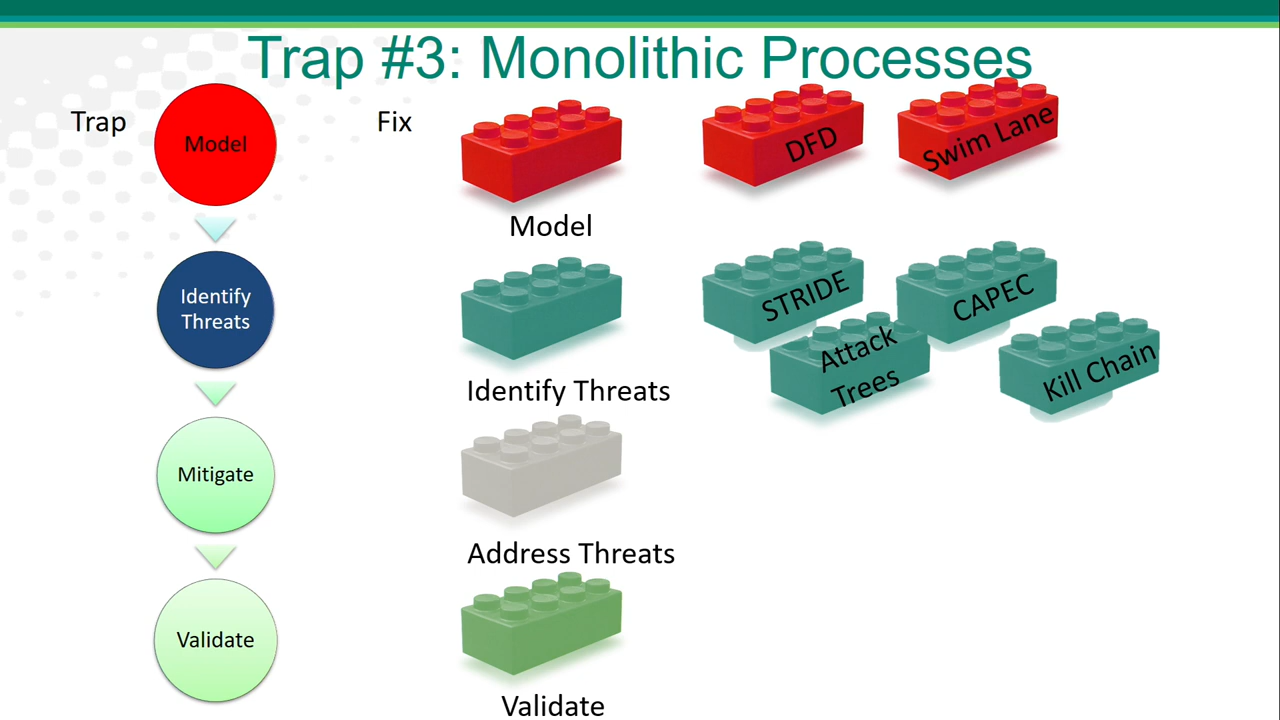 Trap #3: Monolithic Processes
Trap
Model
Identify
Threats
Mitigate
Validate
Fix
Model
DFD
Swim Lane
Identify Threats
STRIDE
CAPEC
Attack
Trees
Kill Chain
Address Threats
Validate